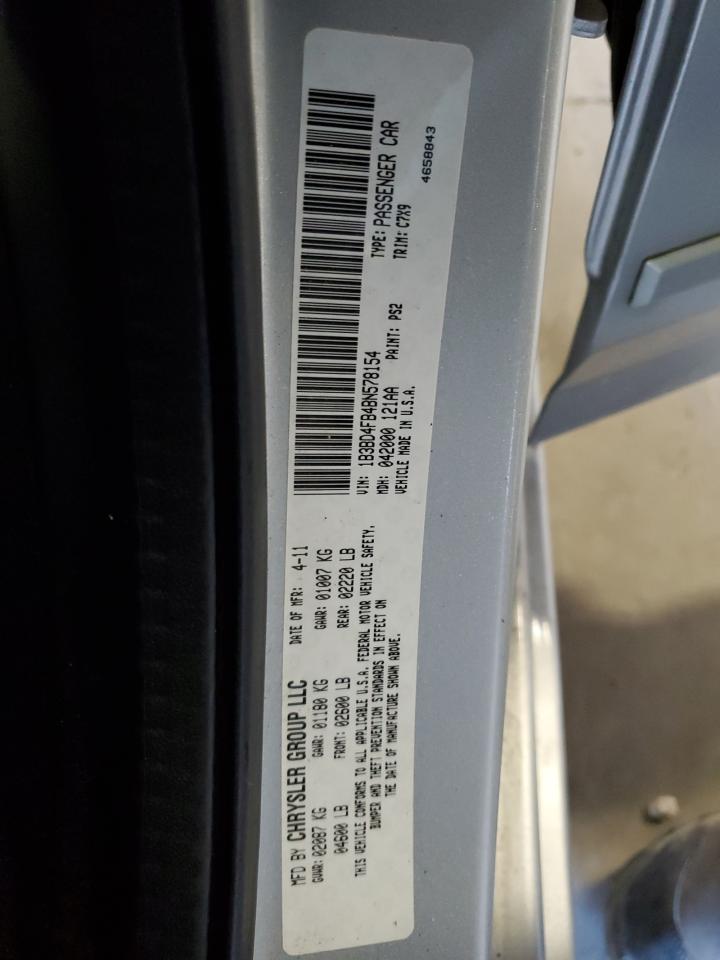 MFD BY CHRYSLER GROUP LLC DATE OF MFR: 4-11
GVWR: 02087 KG GAWR: 01180 KG GAWR: 01007 KG
04600 LB FRONT: 02600 LB REAR: 02220 LB
THIS VEHICLE CONFORMS TO ALL APPLICABLE U.S.A. FEDERAL MOTOR VEHICLE SAFETY,
BUMPER AND THEFT PREVENTION STANDARDS IN EFFECT ON
THE DATE OF MANUFACTURE SHOWN ABOVE.
VIN: 1B3BD4FB4BN578154 TYPE: PASSENGER CAR
MDH: 042000 121AA PAINT: PS2 TRIM: C7X9
VEHICLE MADE IN U.S.A.
4658843